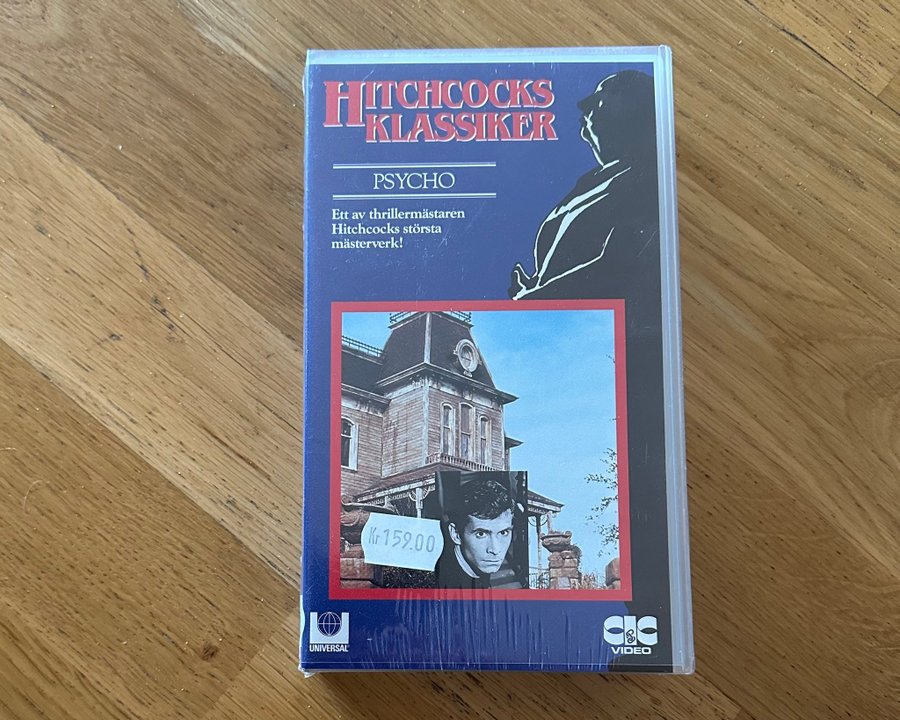 HITCHCOCKS
KLASSIKER
PSYCHO
Ett av thrillermästaren
Hitchcocks största
mästerverk!
Kr 159.00
UNIVERSAL
CIC
VIDEO